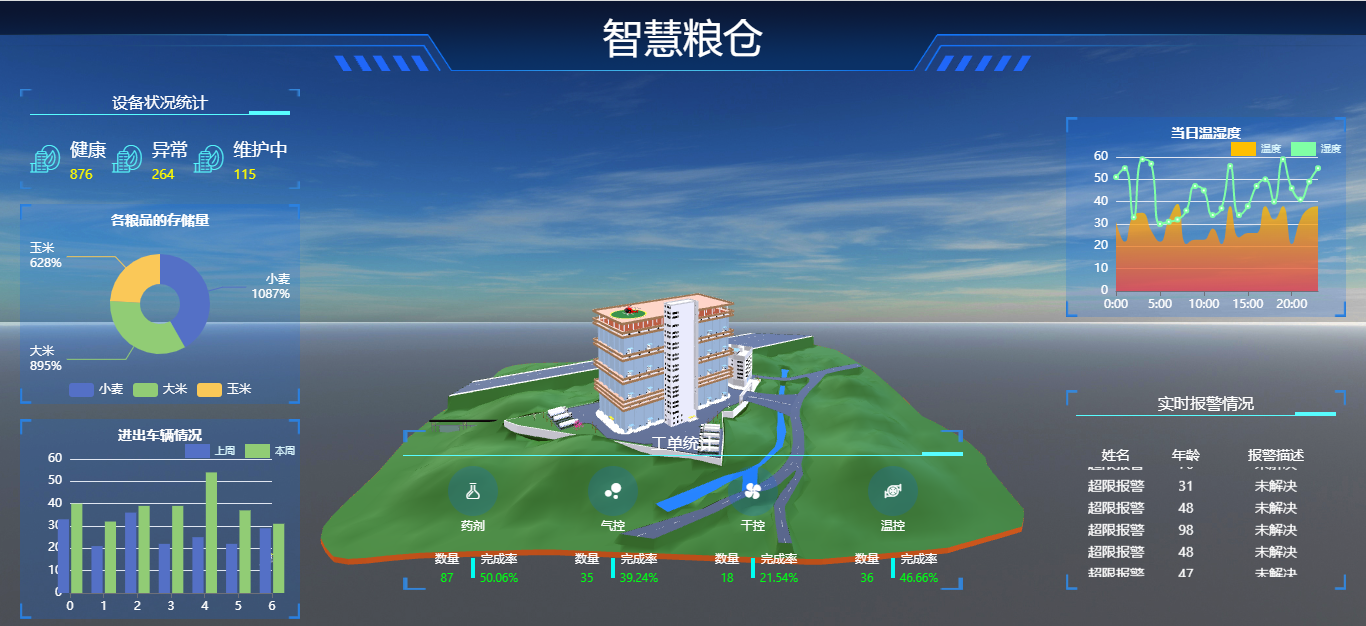 智慧粮仓
设备状况统计
健康 异常 维护中
876 264 115
各粮品的存储量
玉米
628%
小麦
1087%
大米
895%
小麦 大米 玉米
进出车辆情况
上周 本周
60
50
40
30
20
10
0
0 1 2 3 4 5 6
工单统计
药剂 气控 干控 温控
数量 完成率 数量 完成率 数量 完成率 数量 完成率
87 50.06% 35 39.24% 18 21.54% 36 46.66%
当日温湿度
温度 湿度
60
50
40
30
20
10
0
0:00 5:00 10:00 15:00 20:00
实时报警情况
姓名 年龄 报警描述
超限报警 31 未解决
超限报警 48 未解决
超限报警 98 未解决
超限报警 48 未解决
超限报警 47 未解决